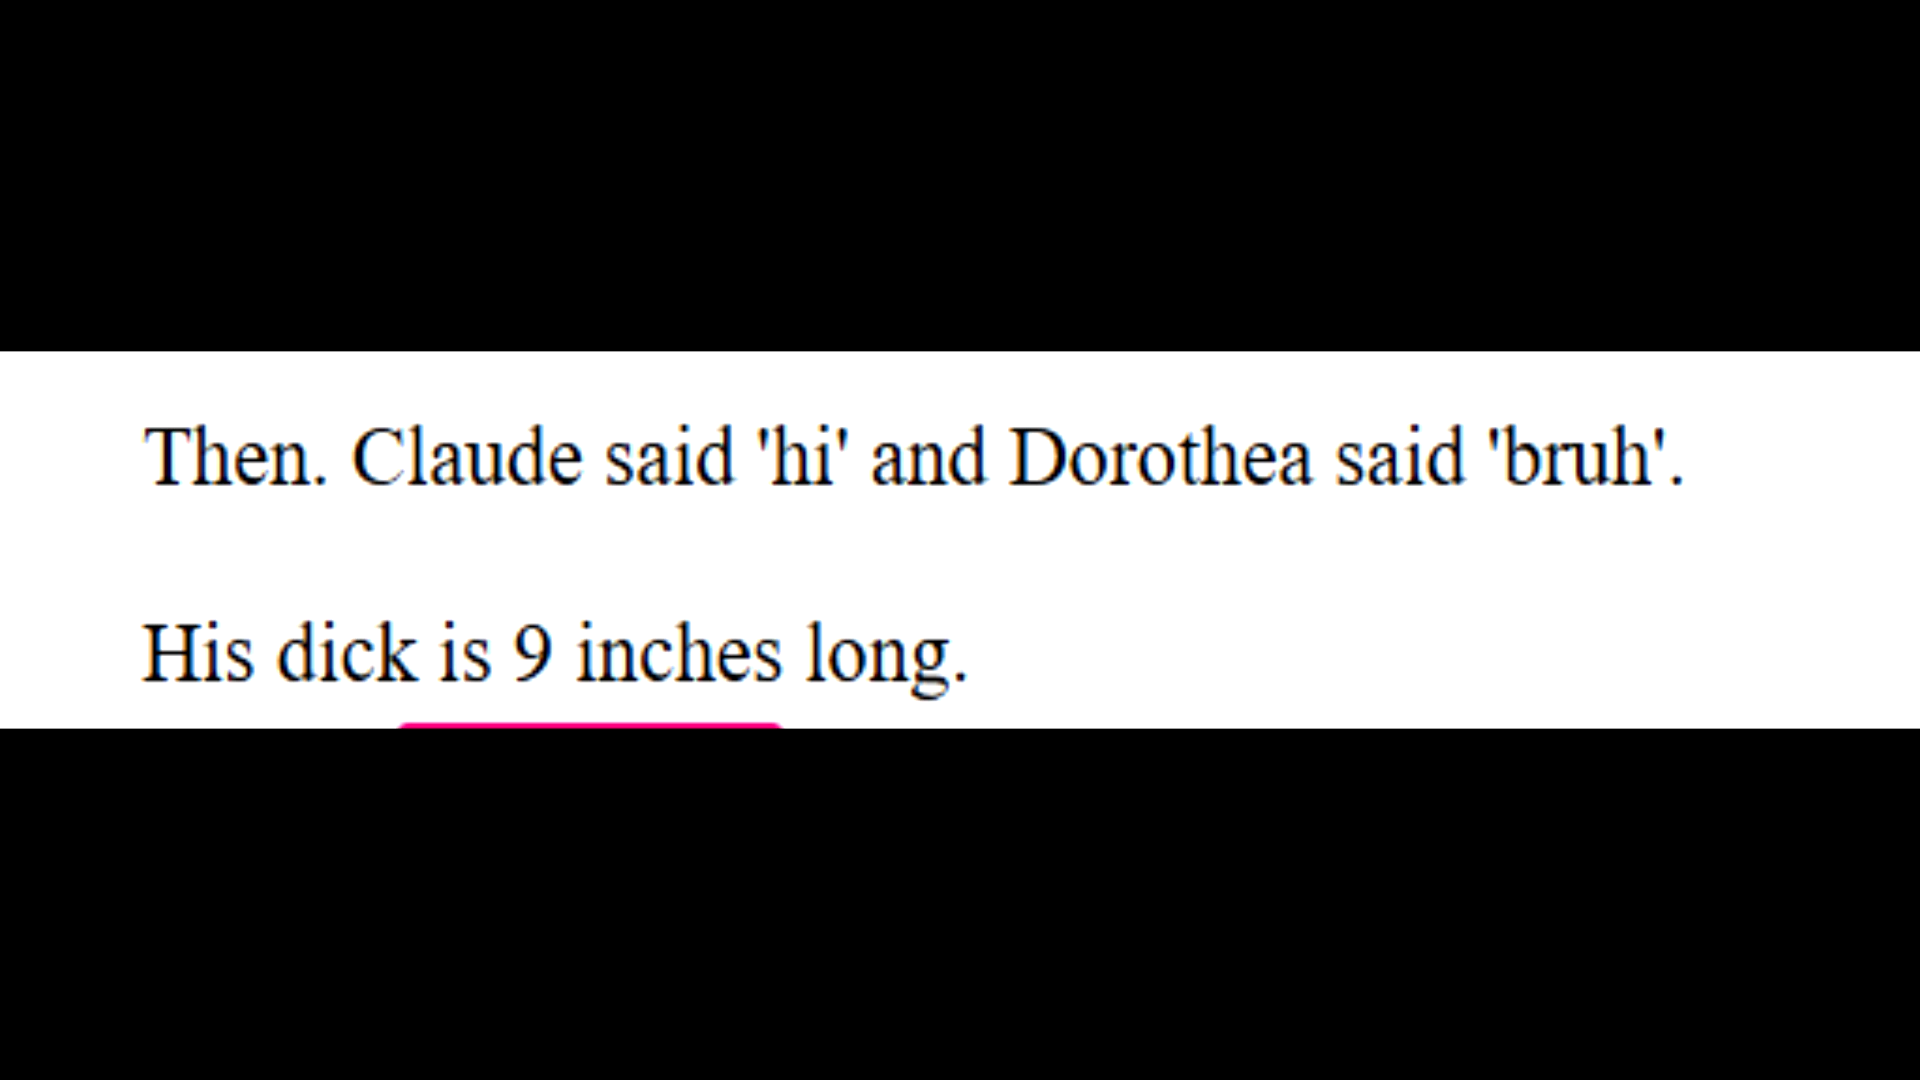 Then. Claude said 'hi' and Dorothea said 'bruh'.
His dick is 9 inches long.